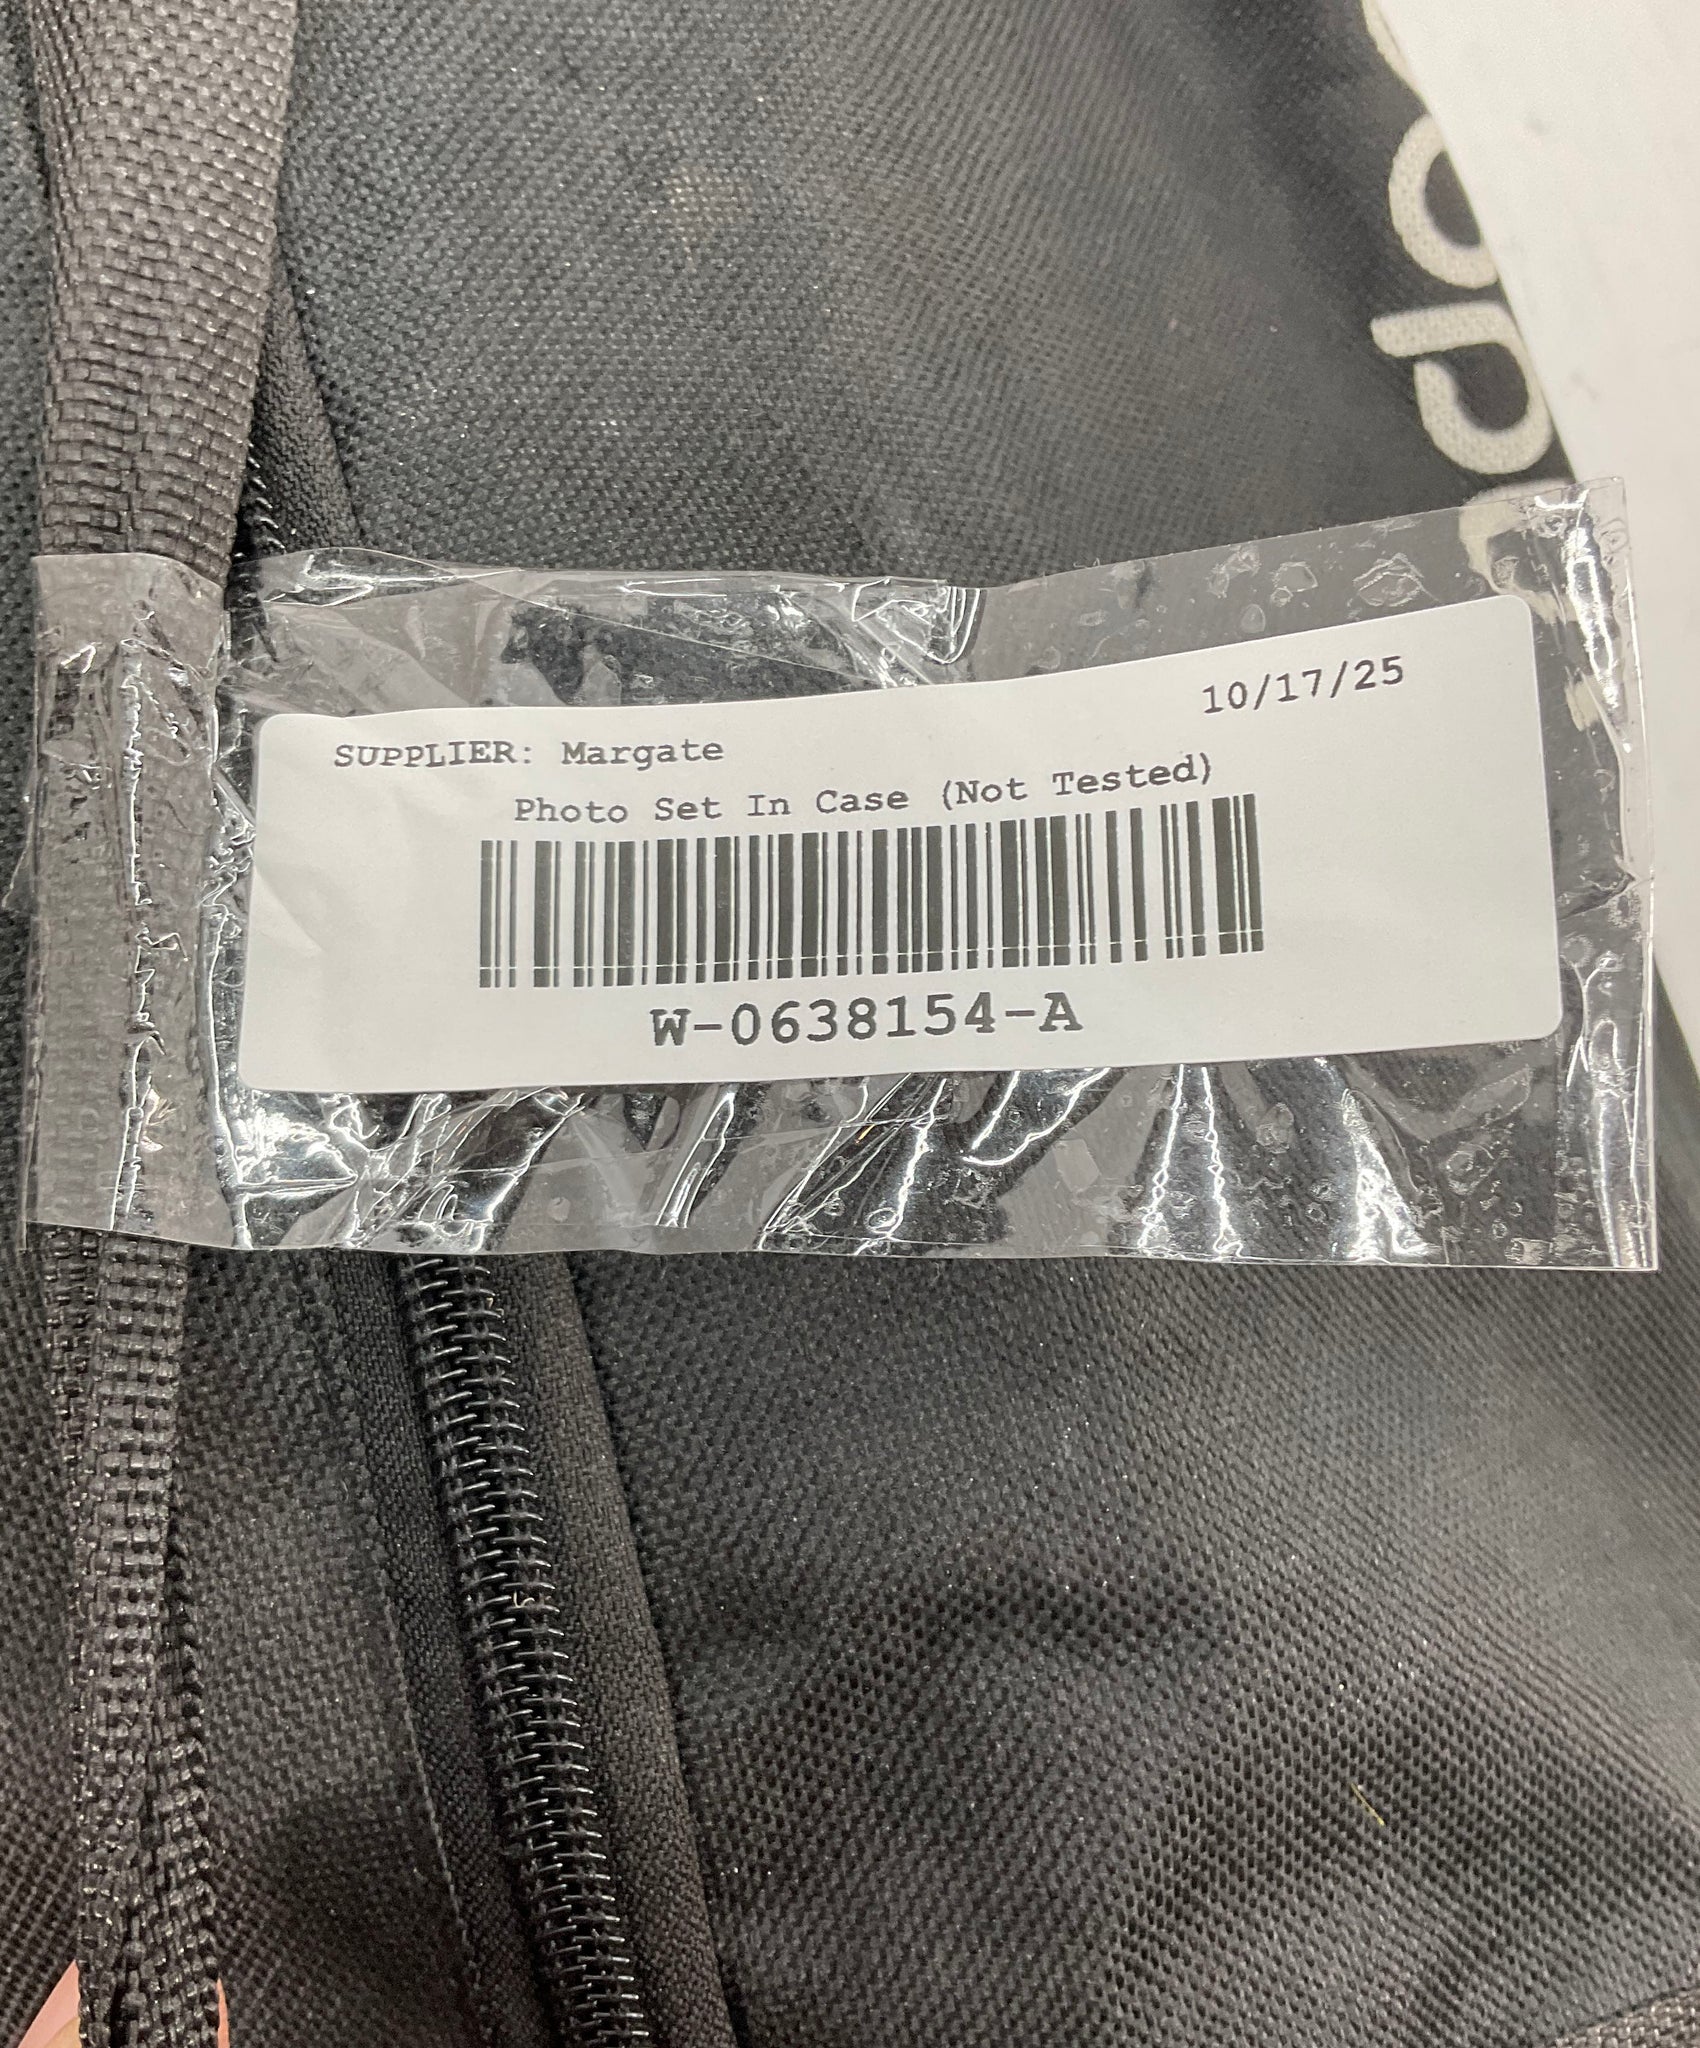 10/17/25
SUPPLIER: Margate
Photo Set In Case (Not Tested)
W-0638154-A